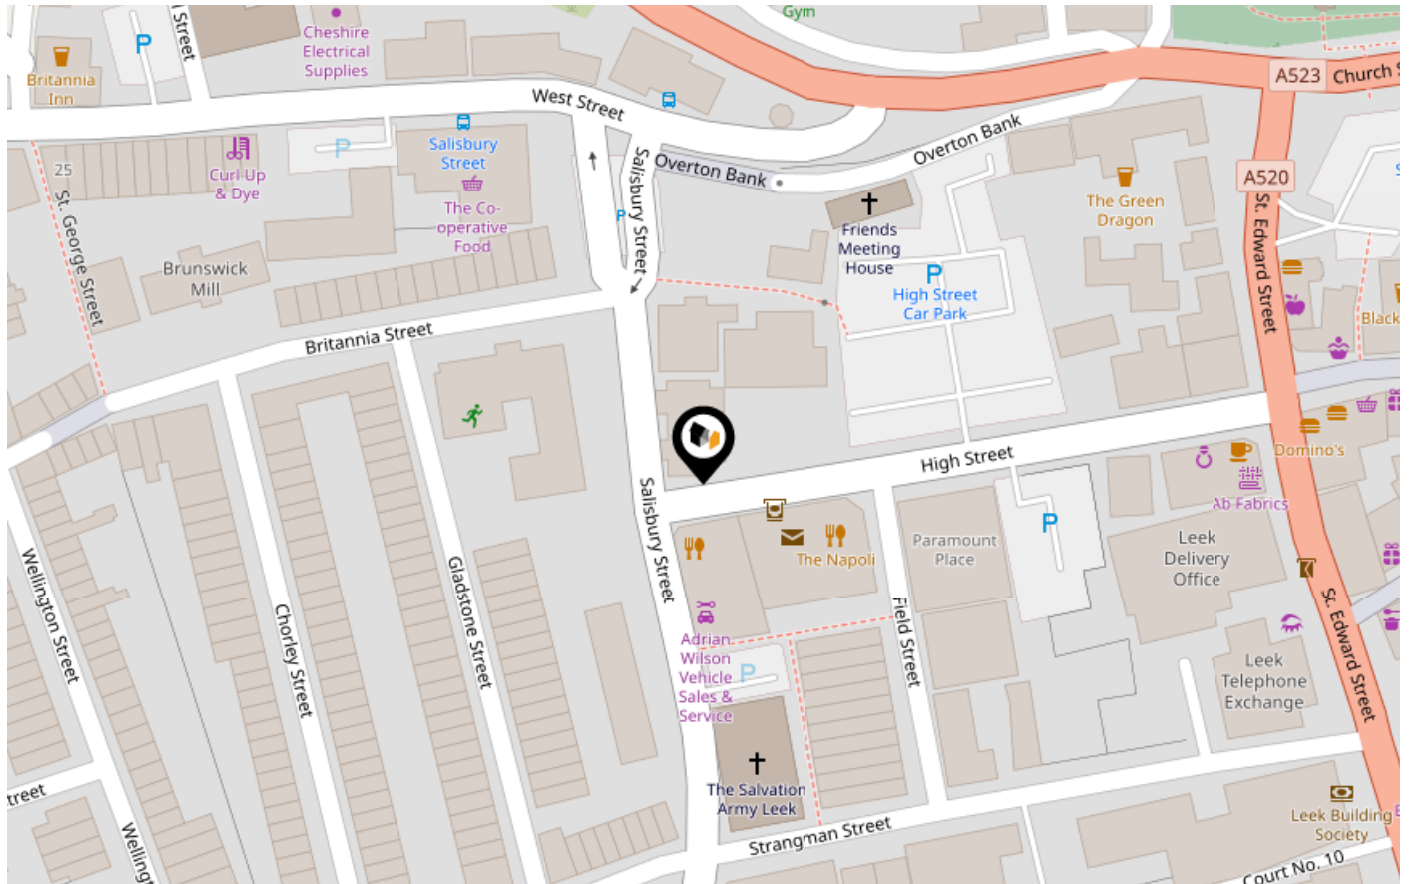 Street
Gym
Cheshire
Electrical
Supplies
P
Britannia
Inn
A523
Church S
West Street
Salisbury
Street
P
Overton Bank
Overton Bank
25
Curl Up
& Dye
The Co-
operative
Food
Salisbury Street
P
A520
The Green
Dragon
St. Edward Street
St. George Street
Brunswick
Mill
Friends
Meeting
House
P
High Street
Car Park
Black
Britannia Street
High Street
Domino's
Ab Fabrics
Salisbury Street
The Napoli
Paramount
Place
P
Leek
Delivery
Office
Wellington Street
Chorley Street
Gladstone Street
Field Street
St. Edward Street
Adrian
Wilson
Vehicle
Sales &
Service
P
Leek
Telephone
Exchange
The Salvation
Army Leek
treet
Wellingt
Strangman Street
Leek Building
Society
Court No. 10